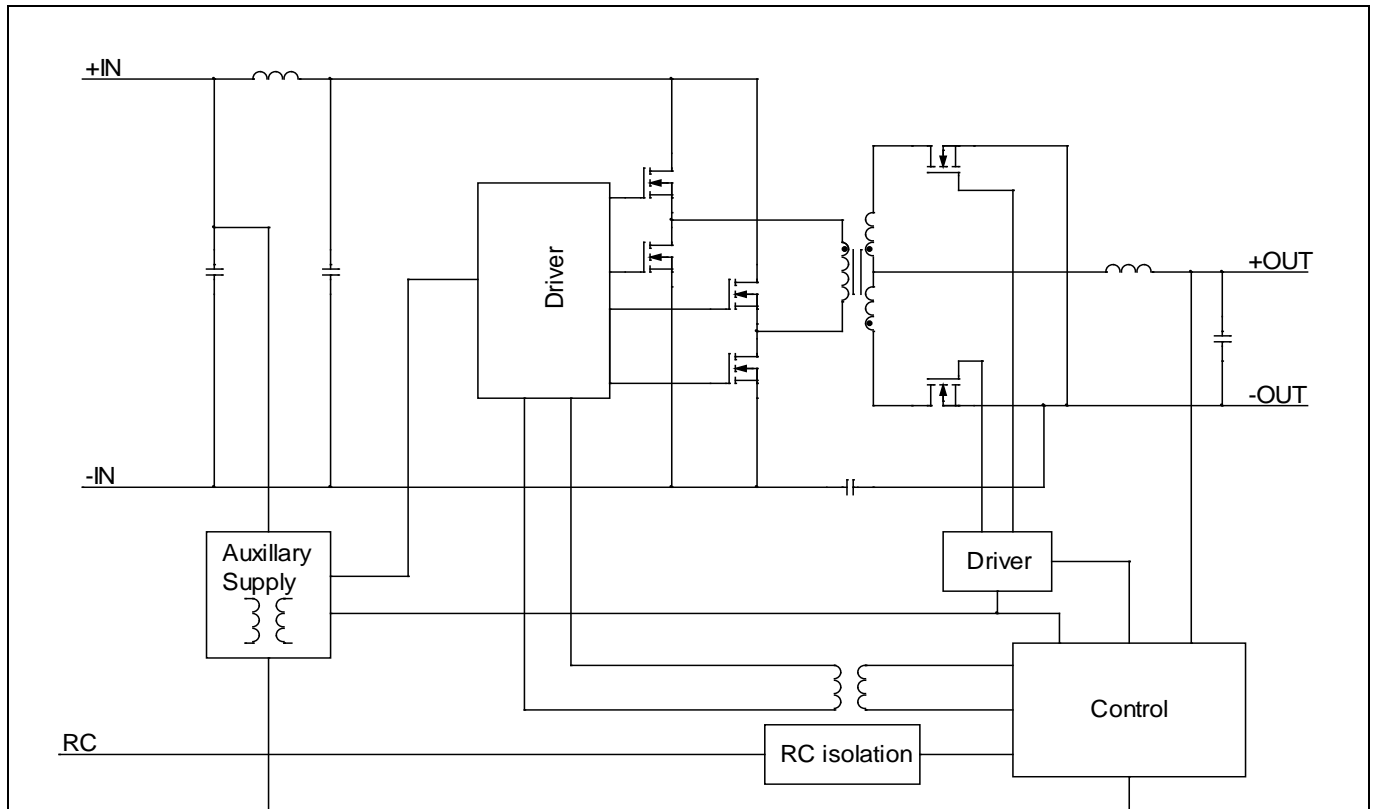 +IN
+OUT
Driver
-OUT
-IN
Auxillary
Supply
Driver
Control
RC
RC isolation